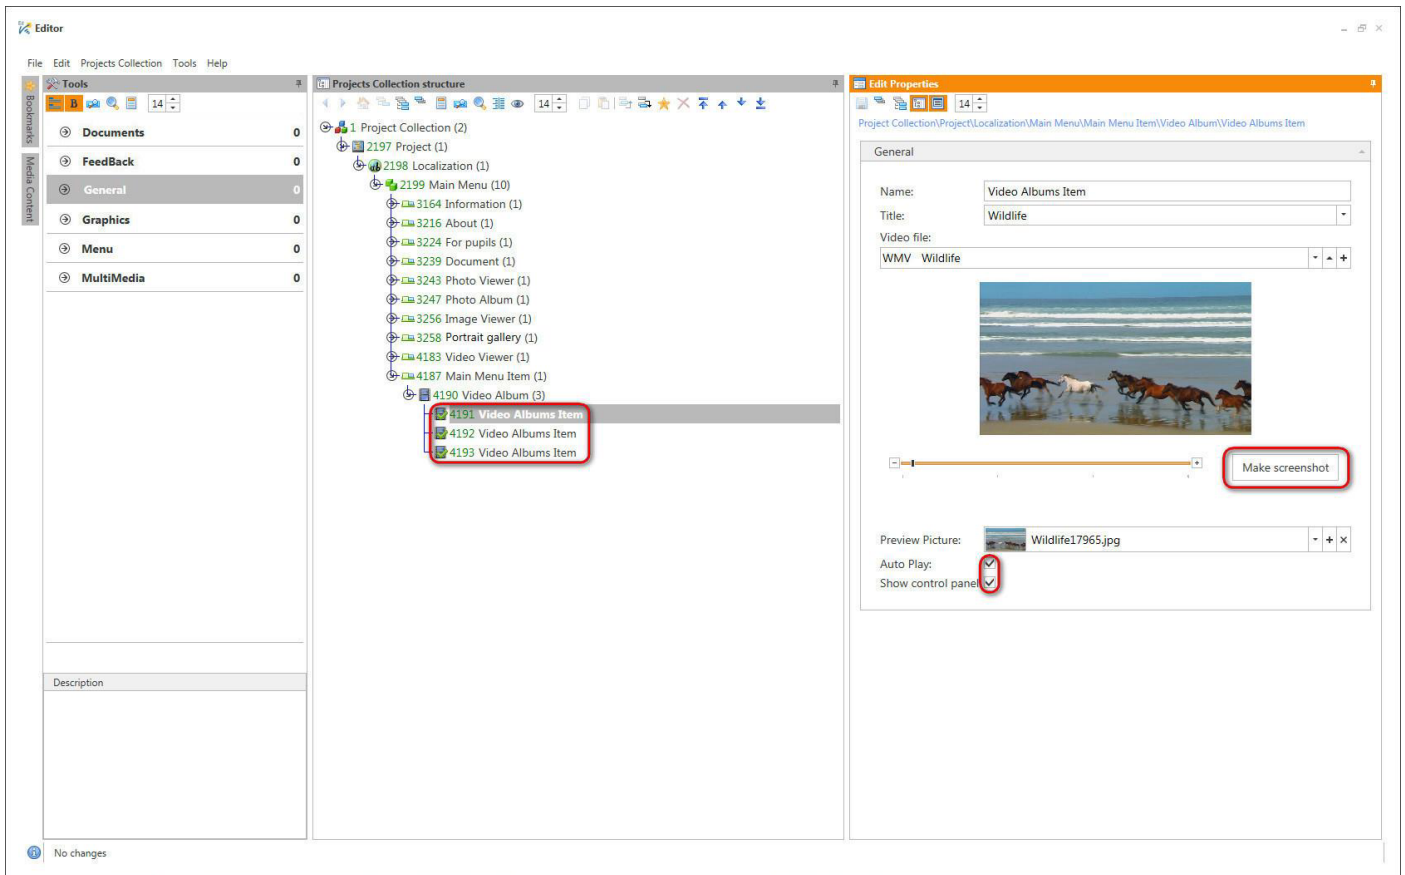 Editor
File Edit Projects Collection Tools Help
Bookmarks
Media Content
Tools
B 14
Documents 0
FeedBack 0
General 0
Graphics 0
Menu 0
MultiMedia 0
Description
Projects Collection structure
14
1 Project Collection (2)
2197 Project (1)
2198 Localization (1)
2199 Main Menu (10)
3164 Information (1)
3216 About (1)
3224 For pupils (1)
3239 Document (1)
3243 Photo Viewer (1)
3247 Photo Album (1)
3256 Image Viewer (1)
3258 Portrait gallery (1)
4183 Video Viewer (1)
4187 Main Menu Item (1)
4190 Video Album (3)
4191 Video Albums Item
4192 Video Albums Item
4193 Video Albums Item
Edit Properties
14
Project Collection\Project\Localization\Main Menu\Main Menu Item\Video Album\Video Albums Item
General
Name: Video Albums Item
Title: Wildlife
Video file:
WMV Wildlife
Make screenshot
Preview Picture: Wildlife17965.jpg
Auto Play:
Show control panel
No changes